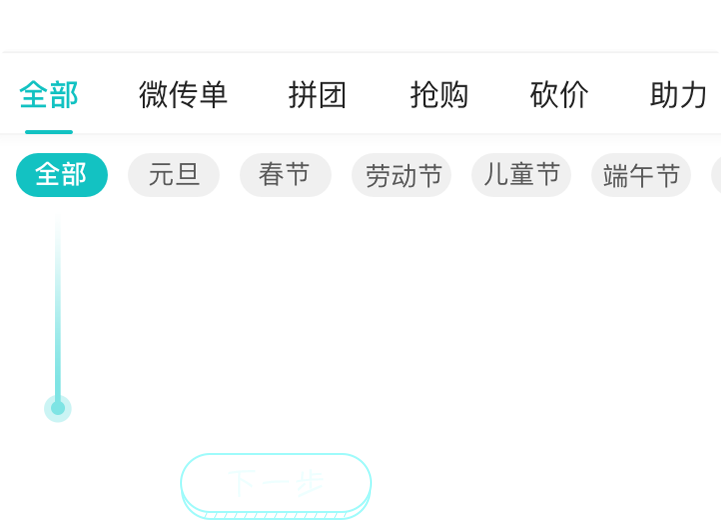 全部 微传单 拼团 抢购 砍价 助力
全部 元旦 春节 劳动节 儿童节 端午节
下一步